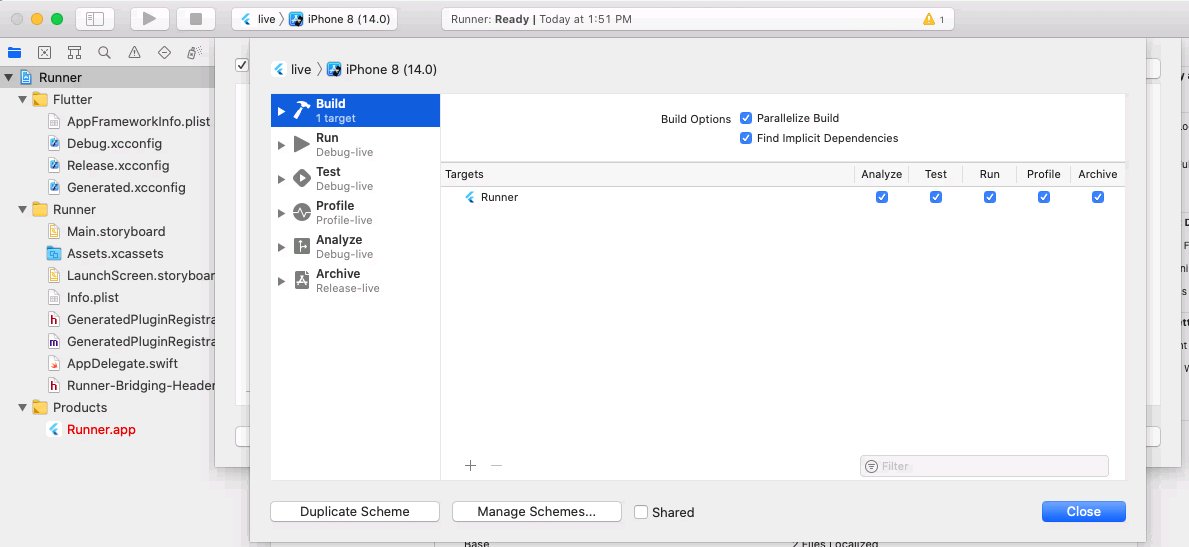 live iPhone 8 (14.0)
Runner: Ready | Today at 1:51 PM
1
Runner
Flutter
AppFrameworkInfo.plist
Debug.xcconfig
Release.xcconfig
Generated.xcconfig
Runner
Main.storyboard
Assets.xcassets
LaunchScreen.storyboar
Info.plist
GeneratedPluginRegistra
GeneratedPluginRegistra
AppDelegate.swift
Runner-Bridging-Header
Products
Runner.app
live iPhone 8 (14.0)
Build
1 target
Run
Debug-live
Test
Debug-live
Profile
Profile-live
Analyze
Debug-live
Archive
Release-live
Build Options Parallelize Build
Find Implicit Dependencies
Targets Analyze Test Run Profile Archive
Runner
+ −
Filter
Duplicate Scheme Manage Schemes... Shared Close
Base 2 Files Localized